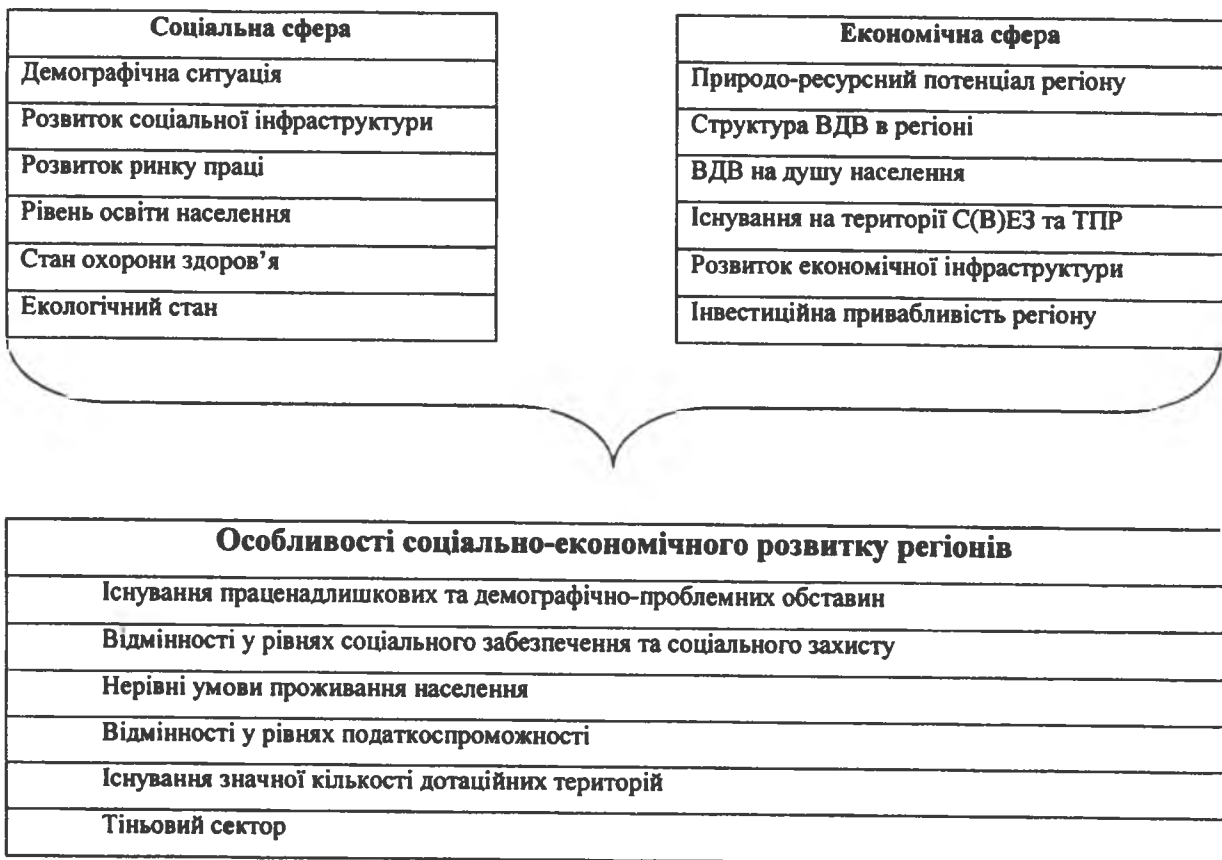 Соціальна сфера
Демографічна ситуація
Розвиток соціальної інфраструктури
Розвиток ринку праці
Рівень освіти населення
Стан охорони здоров’я
Екологічний стан
Економічна сфера
Природо-ресурсний потенціал регіону
Структура ВДВ в регіоні
ВДВ на душу населення
Існування на території С(В)ЕЗ та ТПР
Розвиток економічної інфраструктури
Інвестиційна привабливість регіону
Особливості соціально-економічного розвитку регіонів
Існування праценадлишкових та демографічно-проблемних обставин
Відмінності у рівнях соціального забезпечення та соціального захисту
Нерівні умови проживання населення
Відмінності у рівнях податкоспроможності
Існування значної кількості дотаційних територій
Тіньовий сектор